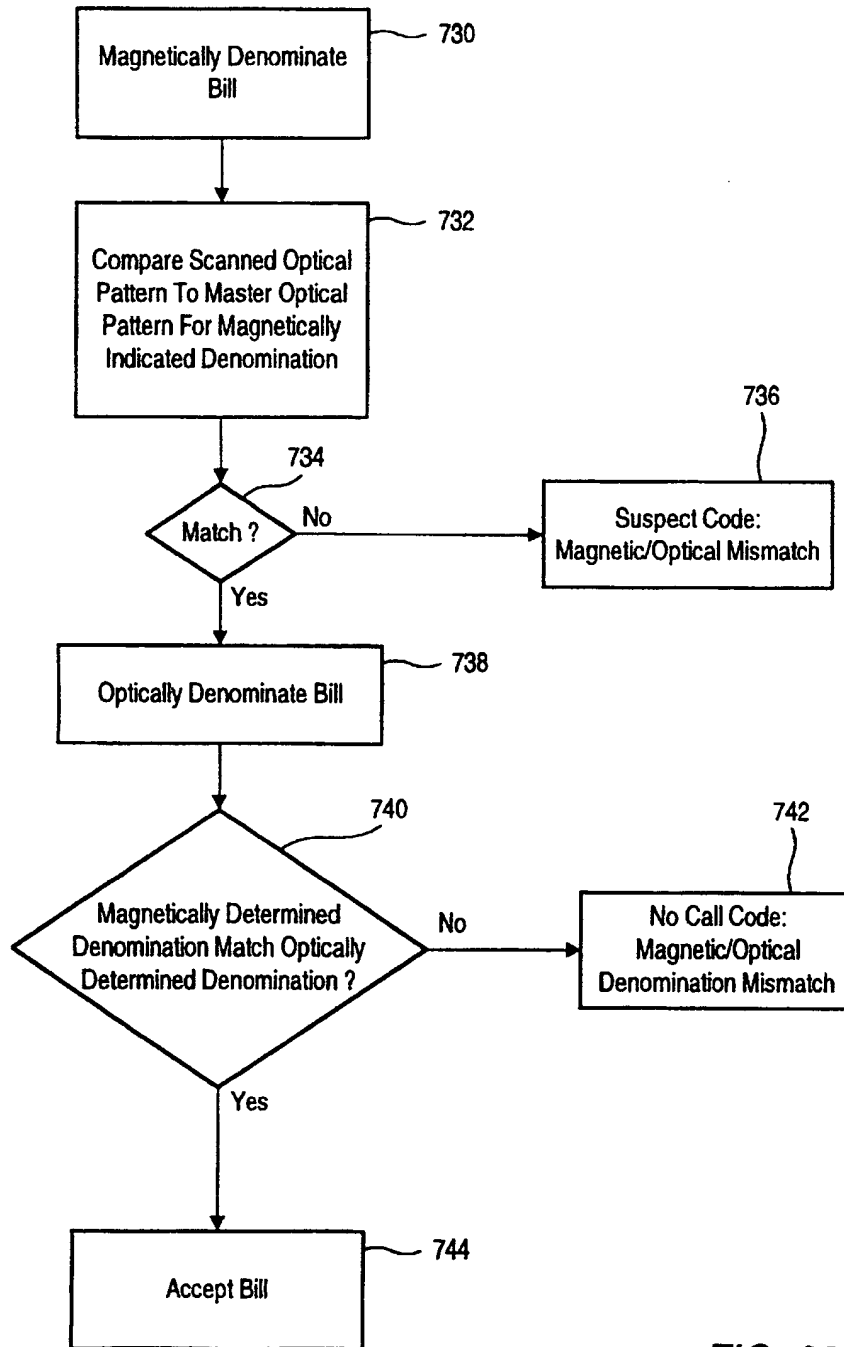 Magnetically Denominate
Bill
730
Compare Scanned Optical
Pattern To Master Optical
Pattern For Magnetically
Indicated Denomination
732
734
Match ?
No
Yes
736
Suspect Code:
Magnetic/Optical Mismatch
Optically Denominate Bill
738
740
Magnetically Determined
Denomination Match Optically
Determined Denomination ?
No
Yes
742
No Call Code:
Magnetic/Optical
Denomination Mismatch
Accept Bill
744